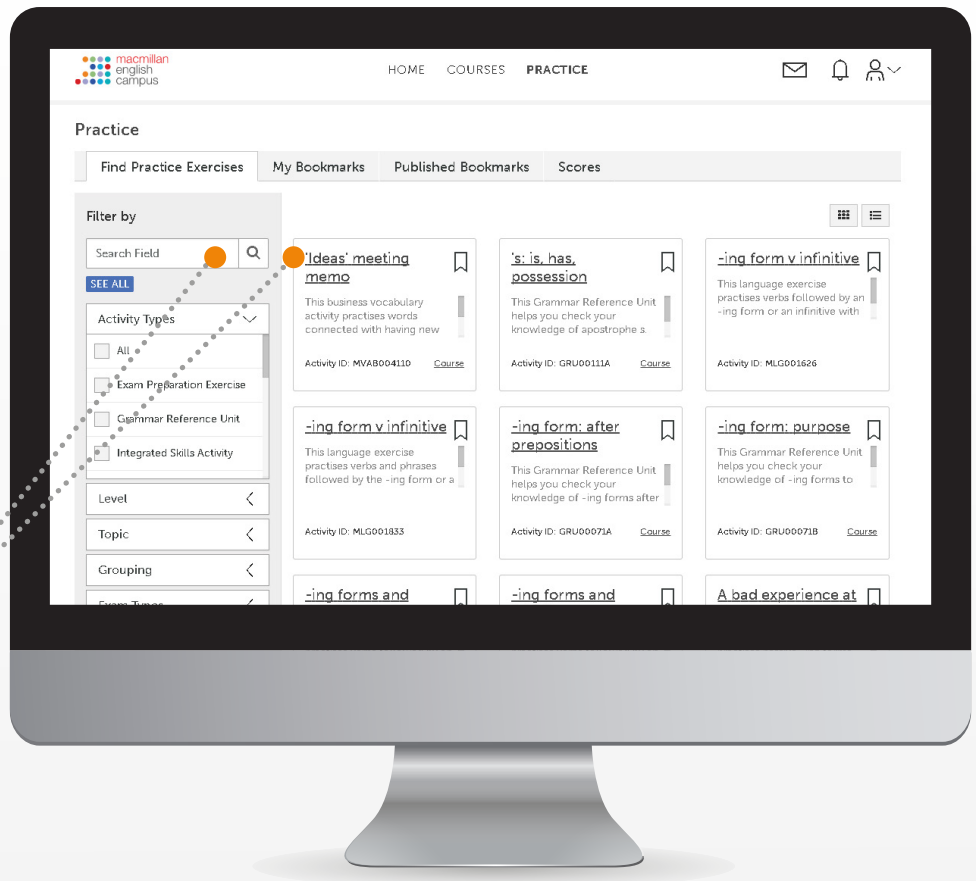 macmillan
english
campus
HOME COURSES PRACTICE
Practice
Find Practice Exercises My Bookmarks Published Bookmarks Scores
Filter by
Search Field
SEE ALL
Activity Types
All
Exam Preparation Exercise
Grammar Reference Unit
Integrated Skills Activity
Level
Topic
Grouping
Exam Types
'Ideas' meeting
memo
This business vocabulary
activity practises words
connected with having new
Activity ID: MVAB004110 Course
's: is, has,
possession
This Grammar Reference Unit
helps you check your
knowledge of apostrophe s.
Activity ID: GRU00111A Course
-ing form v infinitive
This language exercise
practises verbs followed by an
-ing form or an infinitive with
Activity ID: MLG001626
-ing form v infinitive
This language exercise
practises verbs and phrases
followed by the -ing form or a
Activity ID: MLG001833
-ing form: after
prepositions
This Grammar Reference Unit
helps you check your
knowledge of -ing forms after
Activity ID: GRU00071A Course
-ing form: purpose
This Grammar Reference Unit
helps you check your
knowledge of -ing forms to
Activity ID: GRU00071B Course
-ing forms and
-ing forms and
A bad experience at